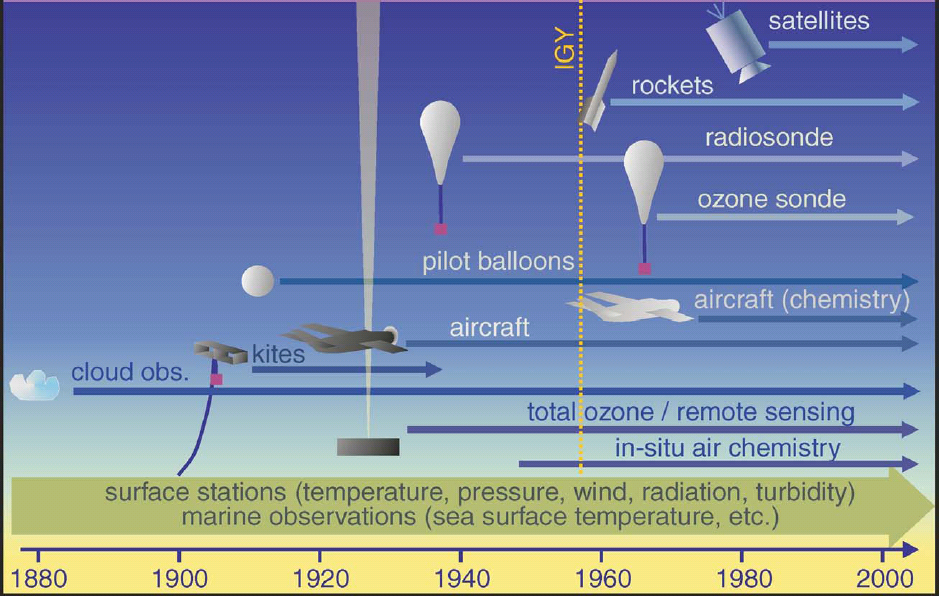 satellites
IGY
rockets
radiosonde
ozone sonde
pilot balloons
aircraft (chemistry)
aircraft
kites
cloud obs.
total ozone / remote sensing
in-situ air chemistry
surface stations (temperature, pressure, wind, radiation, turbidity)
marine observations (sea surface temperature, etc.)
1880 1900 1920 1940 1960 1980 2000